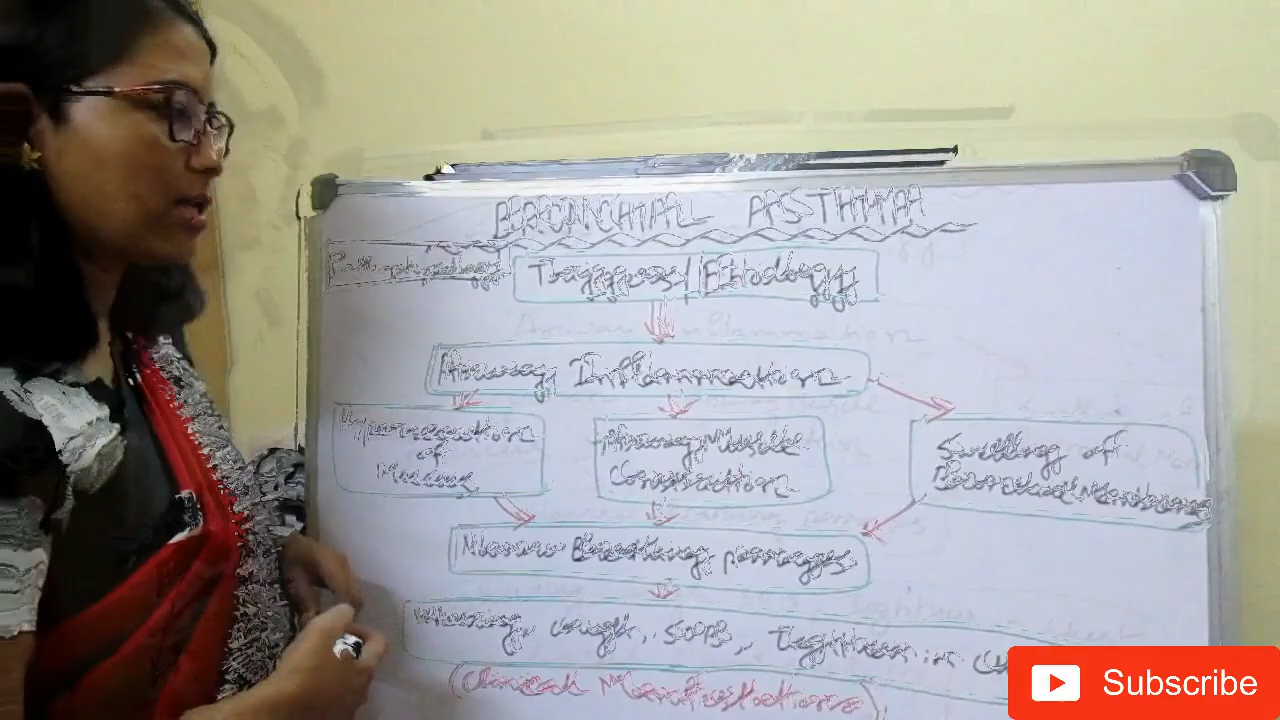 BRONCHIAL ASTHMA
Triggers / Etiology
Airway Inflammation
Hypersecretion
of
Mucus
Airway Muscle
Constriction
Swelling of
Bronchial Membrane
Narrow Breathing passages
Wheezing, cough, SOB, Tightness in
(Clinical Manifestations)
Subscribe